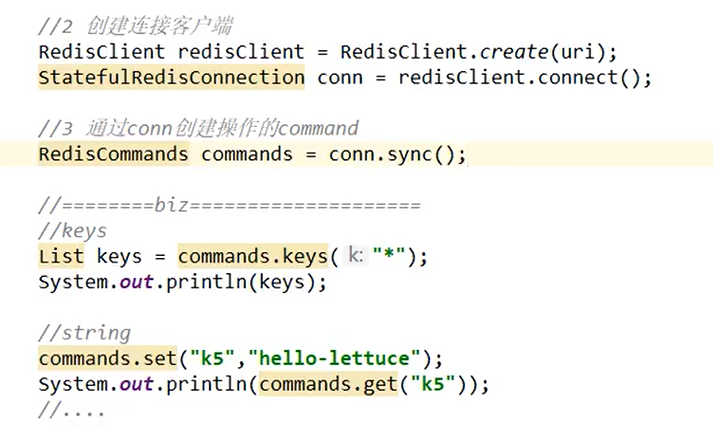 //2 创建连接客户端
RedisClient redisClient = RedisClient.create(uri);
StatefulRedisConnection conn = redisClient.connect();
//3 通过conn创建操作的command
RedisCommands commands = conn.sync();
//========biz====================
//keys
List keys = commands.keys( k: "*");
System.out.println(keys);
//string
commands.set("k5","hello-lettuce");
System.out.println(commands.get("k5"));
//....